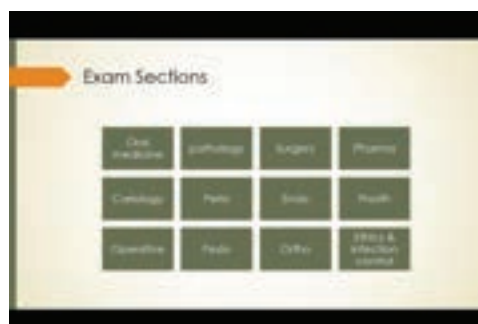 Exam Sections
Oral
medicine
pathology
Surgery
Pharma
Cariology
Perio
Endo
Prosth
Operative
Pedo
Ortho
Ethics &
infection
control